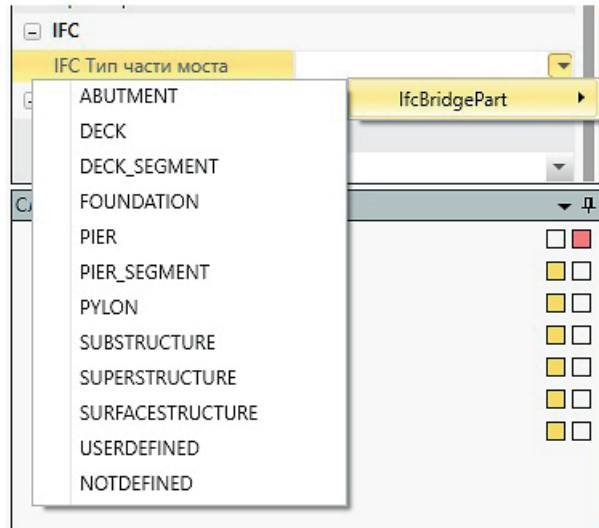 IFC
IFC Тип части моста
IfcBridgePart
ABUTMENT
DECK
DECK_SEGMENT
FOUNDATION
PIER
PIER_SEGMENT
PYLON
SUBSTRUCTURE
SUPERSTRUCTURE
SURFACESTRUCTURE
USERDEFINED
NOTDEFINED